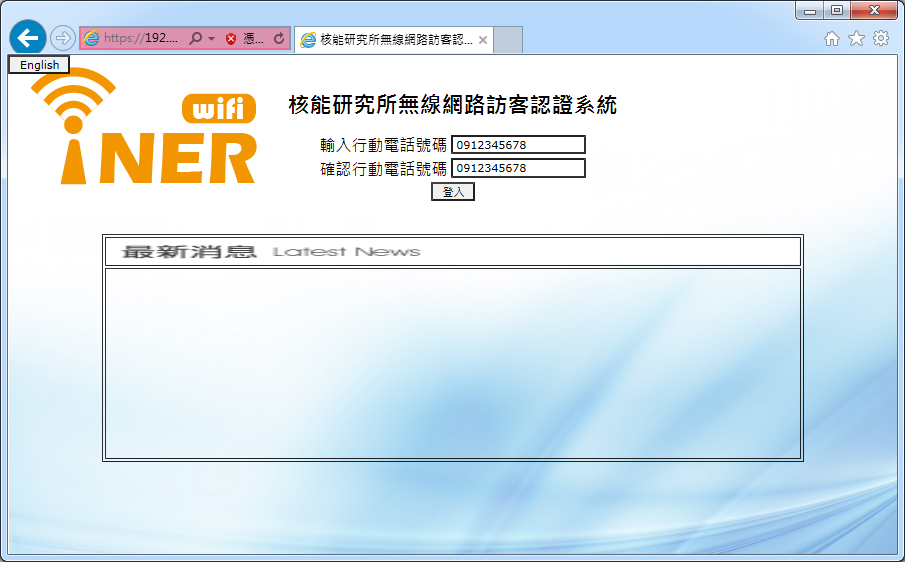 https://192....
憑...
核能研究所無線網路訪客認...
English
wifi
iNER
核能研究所無線網路訪客認證系統
輸入行動電話號碼 0912345678
確認行動電話號碼 0912345678
登入
最新消息 Latest News